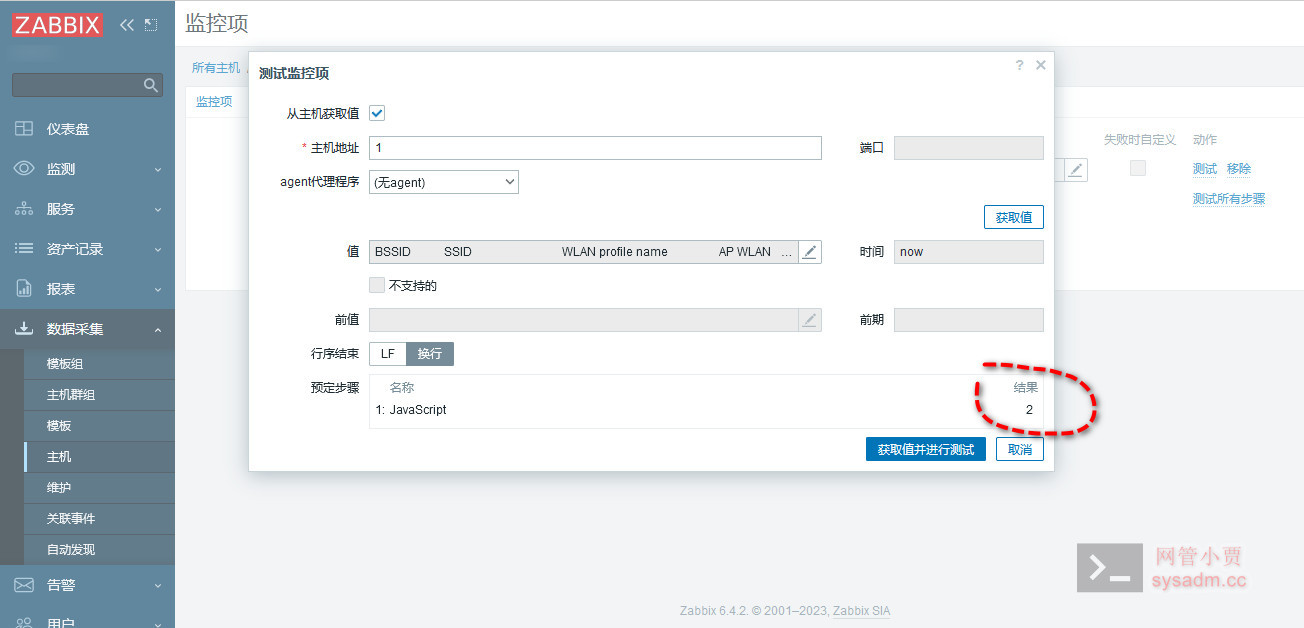 ZABBIX
仪表盘
监测
服务
资产记录
报表
数据采集
模板组
主机群组
模板
主机
维护
关联事件
自动发现
告警
用户
监控项
所有主机
监控项
失败时自定义 动作
测试 移除
测试所有步骤
测试监控项
?
从主机获取值
* 主机地址 1 端口
agent代理程序 (无agent)
获取值
值 BSSID SSID WLAN profile name AP WLAN ... 时间 now
不支持的
前值 前期
行序结束 LF 换行
预定步骤 名称 结果
1: JavaScript 2
获取值并进行测试 取消
网管小贾
sysadm.cc
Zabbix 6.4.2. © 2001–2023, Zabbix SIA